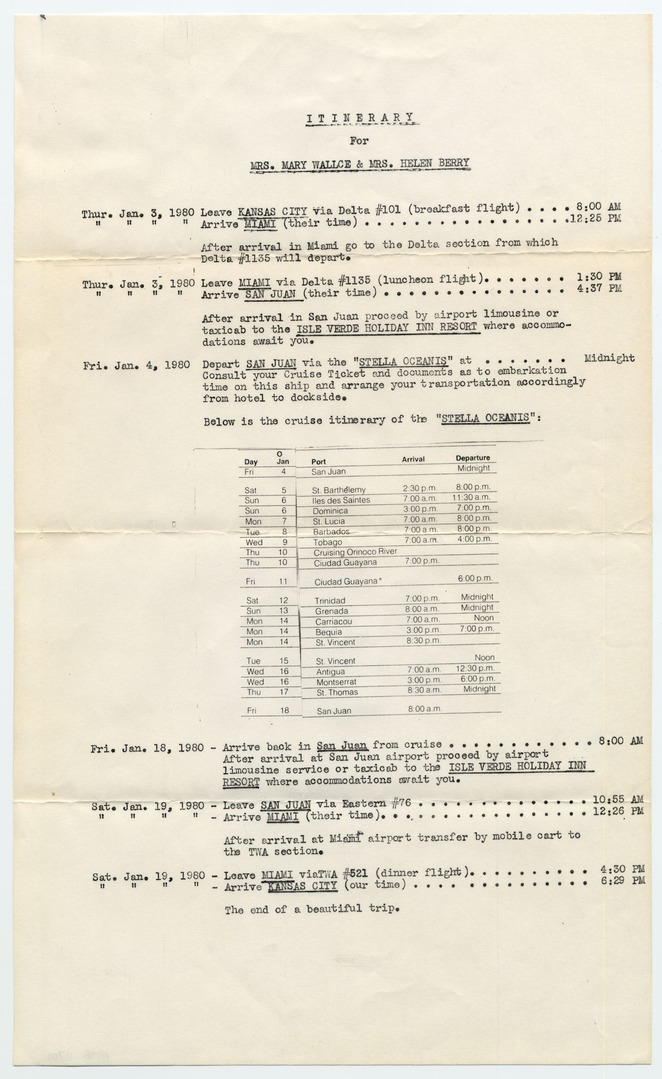 ITINERARY
For
MRS. MARY WALLCE & MRS. HELEN BERRY
Thur. Jan. 3, 1980 Leave KANSAS CITY via Delta #101 (breakfast flight) . . . . 8:00 AM
" " " " Arrive MIAMI (their time) . . . . . . . . . . . . . . . . . .12:25 PM
After arrival in Miami go to the Delta section from which
Delta #1135 will depart.
Thur. Jan. 3, 1980 Leave MIAMI via Delta #1135 (luncheon flight). . . . . . . 1:30 PM
" " " " Arrive SAN JUAN (their time) . . . . . . . . . . . . . . . . 4:37 PM
After arrival in San Juan proceed by airport limousine or
taxicab to the ISLE VERDE HOLIDAY INN RESORT where accommo-
dations await you.
Fri. Jan. 4, 1980 Depart SAN JUAN via the "STELLA OCEANIS" at . . . . . . . Midnight
Consult your Cruise Ticket and documents as to embarkation
time on this ship and arrange your transportation accordingly
from hotel to dockside.
Below is the cruise itinerary of the "STELLA OCEANIS":
O
Day Jan Port Arrival Departure
Fri 4 San Juan Midnight
Sat 5 St. Barthélemy 2:30 p.m. 8:00 p.m.
Sun 6 Iles des Saintes 7:00 a.m. 11:30 a.m.
Sun 6 Dominica 3:00 p.m. 7:00 p.m.
Mon 7 St. Lucia 7:00 a.m. 8:00 p.m.
Tue 8 Barbados 7:00 a.m. 8:00 p.m.
Wed 9 Tobago 7:00 a.m. 4:00 p.m.
Thu 10 Cruising Orinoco River
Thu 10 Ciudad Guayana 7:00 p.m.
Fri 11 Ciudad Guayana* 6:00 p.m.
Sat 12 Trinidad 7:00 p.m. Midnight
Sun 13 Grenada 8:00 a.m. Midnight
Mon 14 Carriacou 7:00 a.m. Noon
Mon 14 Bequia 3:00 p.m. 7:00 p.m.
Mon 14 St. Vincent 8:30 p.m.
Tue 15 St. Vincent Noon
Wed 16 Antigua 7:00 a.m. 12:30 p.m.
Wed 16 Montserrat 3:00 p.m. 6:00 p.m.
Thu 17 St. Thomas 8:30 a.m. Midnight
Fri 18 San Juan 8:00 a.m.
Fri. Jan. 18, 1980 - Arrive back in San Juan from cruise . . . . . . . . . . . . 8:00 AM
After arrival at San Juan airport proceed by airport
limousine service or taxicab to the ISLE VERDE HOLIDAY INN
RESORT where accommodations await you.
Sat. Jan. 19, 1980 - Leave SAN JUAN via Eastern #76 . . . . . . . . . . . . . . 10:55 AM
" " " " - Arrive MIAMI (their time). . . . . . . . . . . . . . . . . 12:26 PM
After arrival at Miami airport transfer by mobile cart to
the TWA section.
Sat. Jan. 19, 1980 - Leave MIAMI viaTWA #521 (dinner flight). . . . . . . . . . 4:30 PM
" " " " - Arrive KANSAS CITY (our time) . . . . . . . . . . . . . . 6:29 PM
The end of a beautiful trip.